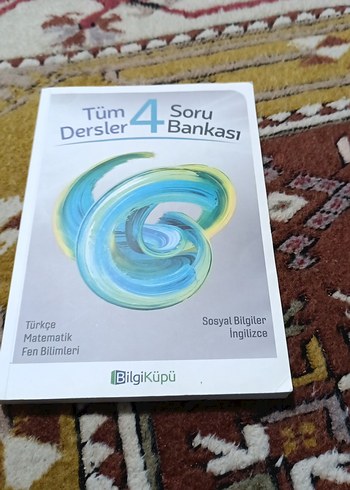 Tüm 4 Soru
Dersler Bankası
Türkçe
Matematik
Fen Bilimleri
Sosyal Bilgiler
İngilizce
BilgiKüpü